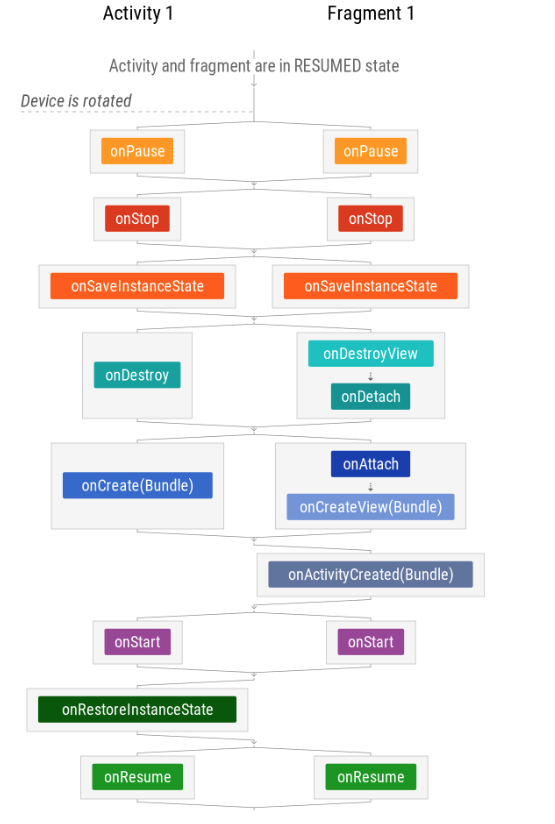 Activity 1 Fragment 1
Activity and fragment are in RESUMED state
Device is rotated
onPause onPause
onStop onStop
onSaveInstanceState onSaveInstanceState
onDestroyView
onDestroy
onDetach
onAttach
onCreate(Bundle)
onCreateView(Bundle)
onActivityCreated(Bundle)
onStart onStart
onRestoreInstanceState
onResume onResume